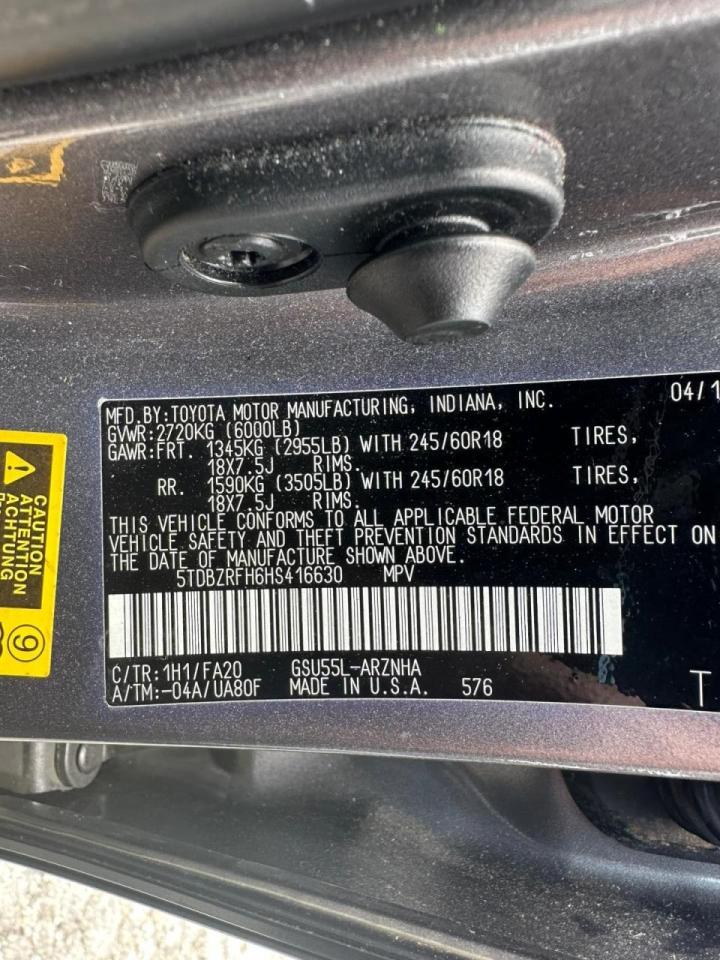 MFD. BY: TOYOTA MOTOR MANUFACTURING, INDIANA, INC. 04/1
GVWR: 2720KG (6000LB)
GAWR: FRT. 1345KG (2955LB) WITH 245/60R18 TIRES,
18X7.5J RIMS.
RR. 1590KG (3505LB) WITH 245/60R18 TIRES,
18X7.5J RIMS.
THIS VEHICLE CONFORMS TO ALL APPLICABLE FEDERAL MOTOR
VEHICLE SAFETY AND THEFT PREVENTION STANDARDS IN EFFECT ON
THE DATE OF MANUFACTURE SHOWN ABOVE.
5TDBZRFH6HS416630 MPV
C/TR: 1H1/FA20 GSU55L-ARZNHA
A/TM: -04A/UA80F MADE IN U.S.A. 576
T
CAUTION
ATTENTION
ACHTUNG
9